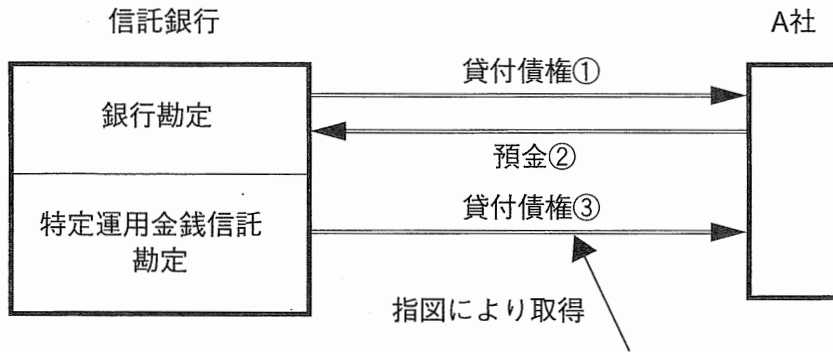 信託銀行
A社
貸付債権①
銀行勘定
預金②
貸付債権③
特定運用金銭信託
勘定
指図により取得